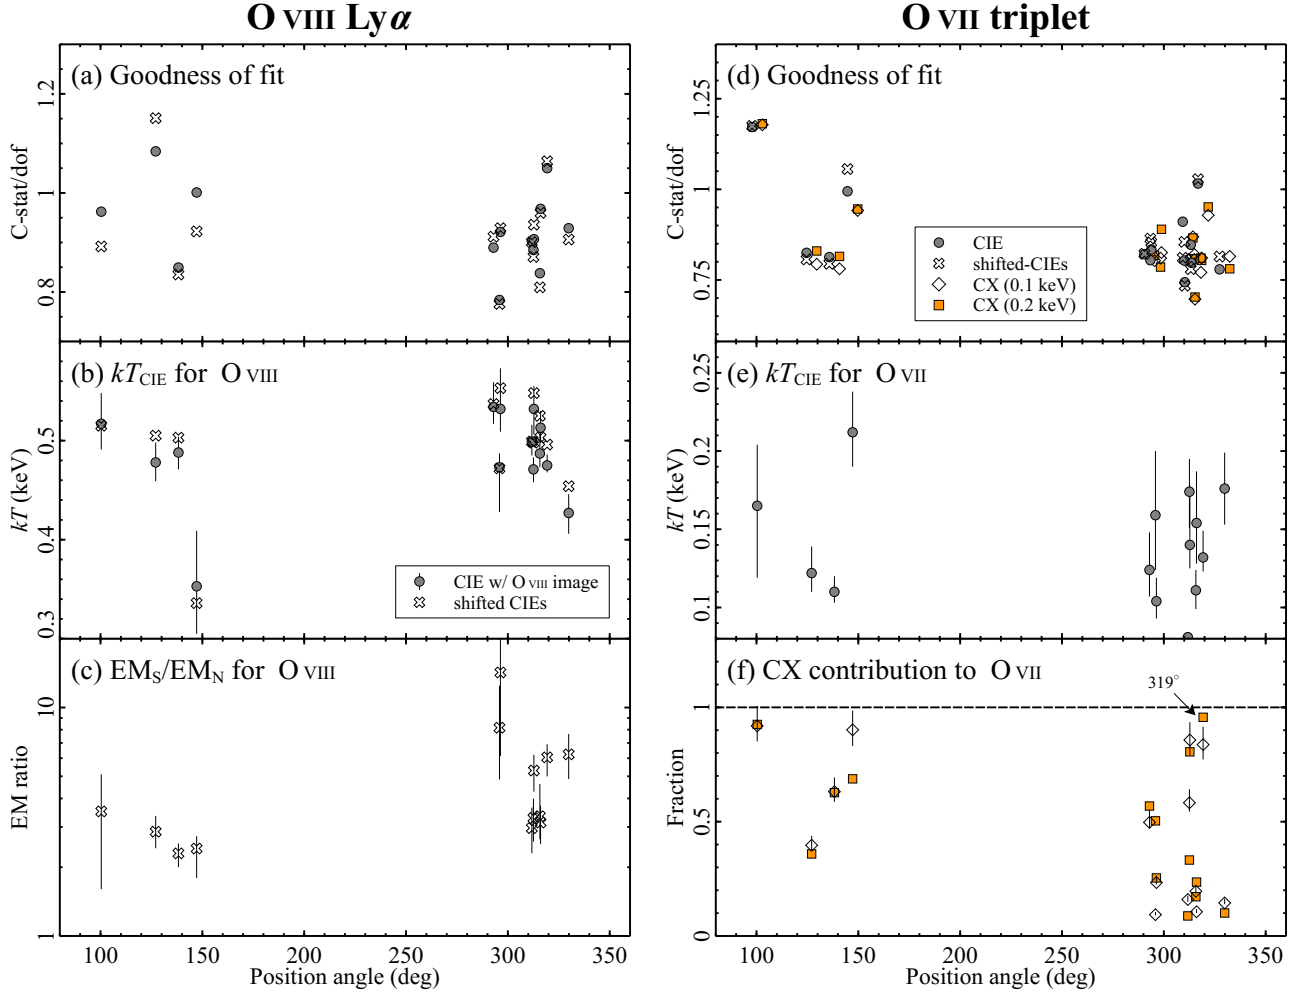 O VIII Lyα
O VII triplet
(a) Goodness of fit
C-stat/dof
0.8
1
1.2
(b) kT_CIE for O VIII
kT (keV)
0.3
0.4
0.5
CIE w/ O VIII image
shifted CIEs
(c) EM_S/EM_N for O VIII
EM ratio
1
10
100
150
200
250
300
350
Position angle (deg)
(d) Goodness of fit
C-stat/dof
0.75
1
1.25
CIE
shifted-CIEs
CX (0.1 keV)
CX (0.2 keV)
(e) kT_CIE for O VII
kT (keV)
0.1
0.15
0.2
0.25
(f) CX contribution to O VII
319°
Fraction
0
0.5
1
100
150
200
250
300
350
Position angle (deg)